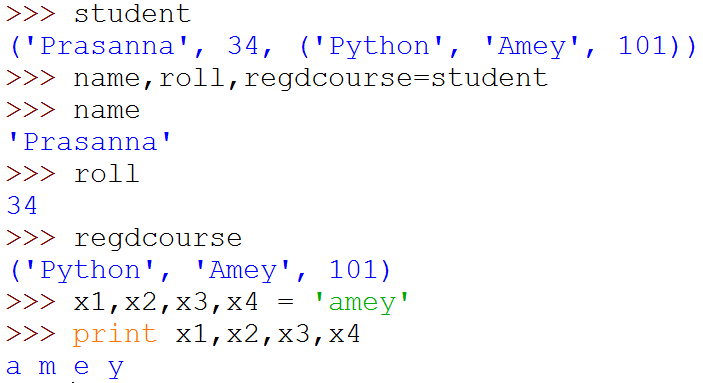 >>> student
('Prasanna', 34, ('Python', 'Amey', 101))
>>> name,roll,regdcourse=student
>>> name
'Prasanna'
>>> roll
34
>>> regdcourse
('Python', 'Amey', 101)
>>> x1,x2,x3,x4 = 'amey'
>>> print x1,x2,x3,x4
a m e y